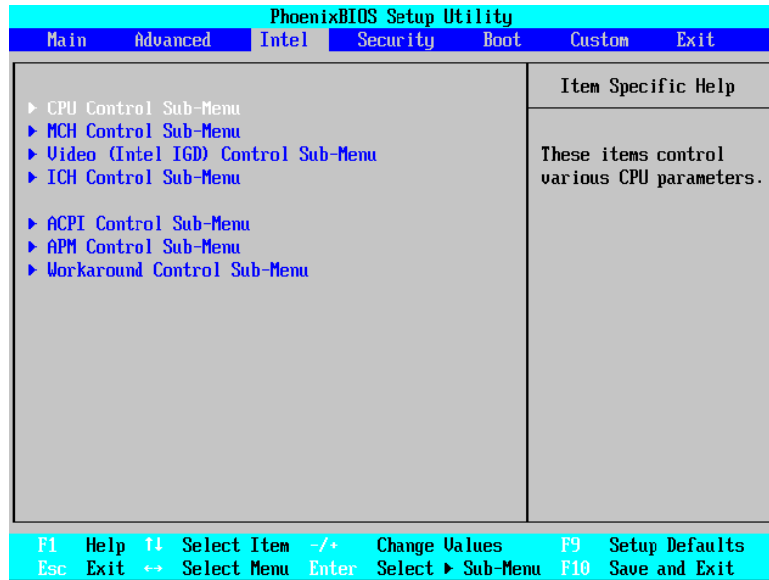 PhoenixBIOS Setup Utility
Main Advanced Intel Security Boot Custom Exit
Item Specific Help
▶ CPU Control Sub-Menu
▶ MCH Control Sub-Menu
▶ Video (Intel IGD) Control Sub-Menu
These items control
▶ ICH Control Sub-Menu
various CPU parameters.
▶ ACPI Control Sub-Menu
▶ APM Control Sub-Menu
▶ Workaround Control Sub-Menu
F1 Help ↑↓ Select Item -/+ Change Values F9 Setup Defaults
Esc Exit ↔ Select Menu Enter Select ▶ Sub-Menu F10 Save and Exit